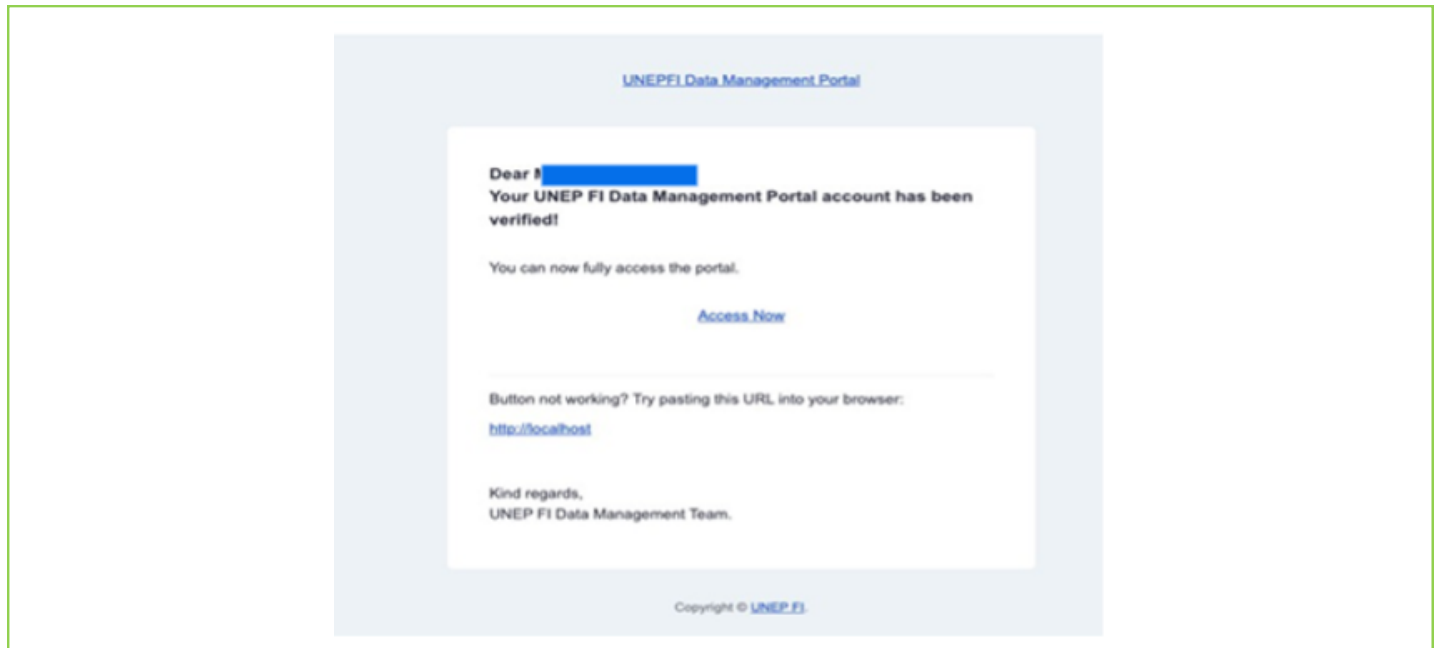 UNEPFI Data Management Portal
Dear
Your UNEP FI Data Management Portal account has been
verified!
You can now fully access the portal.
Access Now
Button not working? Try pasting this URL into your browser:
http://localhost
Kind regards,
UNEP FI Data Management Team.
Copyright © UNEP FI.